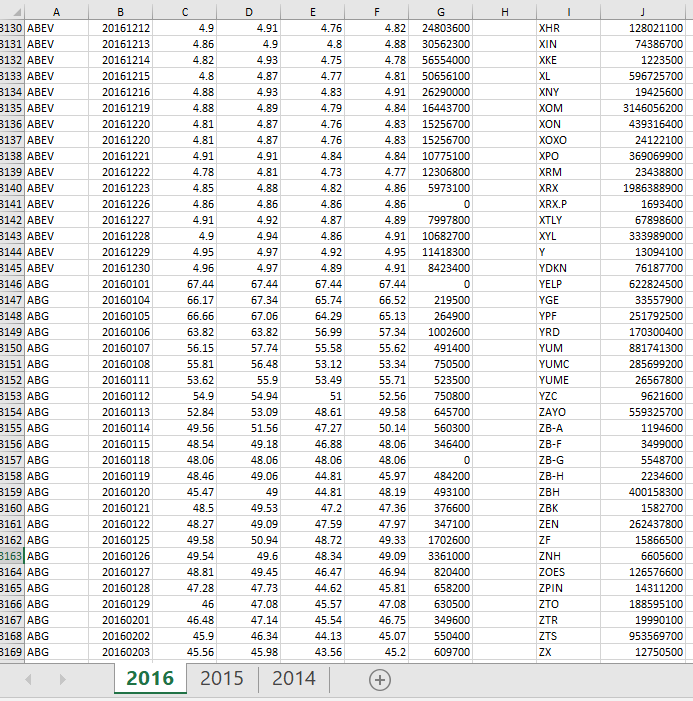 A B C D E F G H I J
3130 ABEV 20161212 4.9 4.91 4.76 4.82 24803600 XHR 128021100
3131 ABEV 20161213 4.86 4.9 4.8 4.88 30562300 XIN 74386700
3132 ABEV 20161214 4.82 4.93 4.75 4.78 56554000 XKE 1223500
3133 ABEV 20161215 4.8 4.87 4.77 4.81 50656100 XL 596725700
3134 ABEV 20161216 4.88 4.93 4.83 4.91 26290000 XNY 19425600
3135 ABEV 20161219 4.88 4.89 4.79 4.84 16443700 XOM 3146056200
3136 ABEV 20161220 4.81 4.87 4.76 4.83 15256700 XON 439316400
3137 ABEV 20161220 4.81 4.87 4.76 4.83 15256700 XOXO 24122100
3138 ABEV 20161221 4.91 4.91 4.84 4.84 10775100 XPO 369069900
3139 ABEV 20161222 4.78 4.81 4.73 4.77 12306800 XRM 23438800
3140 ABEV 20161223 4.85 4.88 4.82 4.86 5973100 XRX 1986388900
3141 ABEV 20161226 4.86 4.86 4.86 4.86 0 XRX.P 1693400
3142 ABEV 20161227 4.91 4.92 4.87 4.89 7997800 XTLY 67898600
3143 ABEV 20161228 4.9 4.94 4.86 4.91 10682700 XYL 333989000
3144 ABEV 20161229 4.95 4.97 4.92 4.95 11418300 Y 13094100
3145 ABEV 20161230 4.96 4.97 4.89 4.91 8423400 YDKN 76187700
3146 ABG 20160101 67.44 67.44 67.44 67.44 0 YELP 622824500
3147 ABG 20160104 66.17 67.34 65.74 66.52 219500 YGE 33557900
3148 ABG 20160105 66.66 67.06 64.29 65.13 264900 YPF 251792500
3149 ABG 20160106 63.82 63.82 56.99 57.34 1002600 YRD 170300400
3150 ABG 20160107 56.15 57.74 55.58 55.62 491400 YUM 881741300
3151 ABG 20160108 55.81 56.48 53.12 53.34 750500 YUMC 285699200
3152 ABG 20160111 53.62 55.9 53.49 55.71 523500 YUME 26567800
3153 ABG 20160112 54.9 54.94 51 52.56 750800 YZC 9621600
3154 ABG 20160113 52.84 53.09 48.61 49.58 645700 ZAYO 559325700
3155 ABG 20160114 49.56 51.56 47.27 50.14 560300 ZB-A 1194600
3156 ABG 20160115 48.54 49.18 46.88 48.06 346400 ZB-F 3499000
3157 ABG 20160118 48.06 48.06 48.06 48.06 0 ZB-G 5548700
3158 ABG 20160119 48.46 49.06 44.81 45.97 484200 ZB-H 2234600
3159 ABG 20160120 45.47 49 44.81 48.19 493100 ZBH 400158300
3160 ABG 20160121 48.5 49.53 47.2 47.36 376600 ZBK 1582700
3161 ABG 20160122 48.27 49.09 47.59 47.97 347100 ZEN 262437800
3162 ABG 20160125 49.58 50.94 48.72 49.33 1702600 ZF 15866500
3163 ABG 20160126 49.54 49.6 48.34 49.09 3361000 ZNH 6605600
3164 ABG 20160127 48.81 49.45 46.47 46.94 820400 ZOES 126576600
3165 ABG 20160128 47.28 47.73 44.62 45.81 658200 ZPIN 14311200
3166 ABG 20160129 46 47.08 45.57 47.08 630500 ZTO 188595100
3167 ABG 20160201 46.48 47.14 45.54 46.75 349600 ZTR 19990100
3168 ABG 20160202 45.9 46.34 44.13 45.07 550400 ZTS 953569700
3169 ABG 20160203 45.56 45.98 43.56 45.2 609700 ZX 12750500
2016 2015 2014